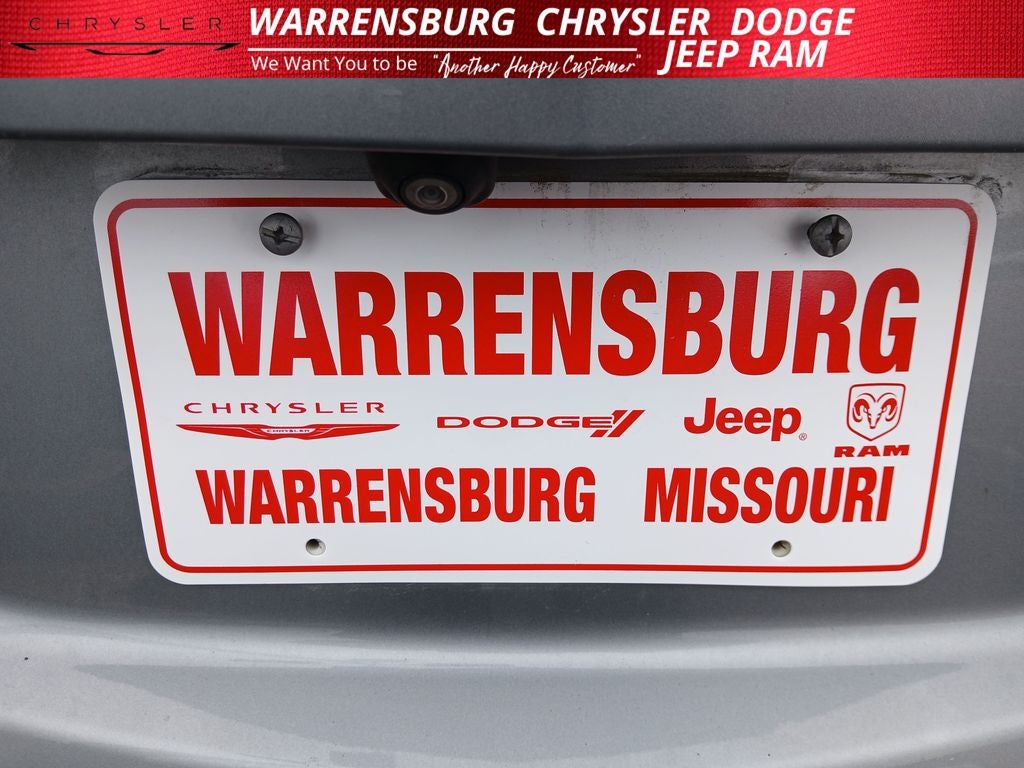 CHRYSLER
WARRENSBURG CHRYSLER DODGE
JEEP RAM
We Want You to be "Another Happy Customer"
WARRENSBURG
CHRYSLER
CHRYSLER
DODGE
Jeep®
RAM
WARRENSBURG MISSOURI